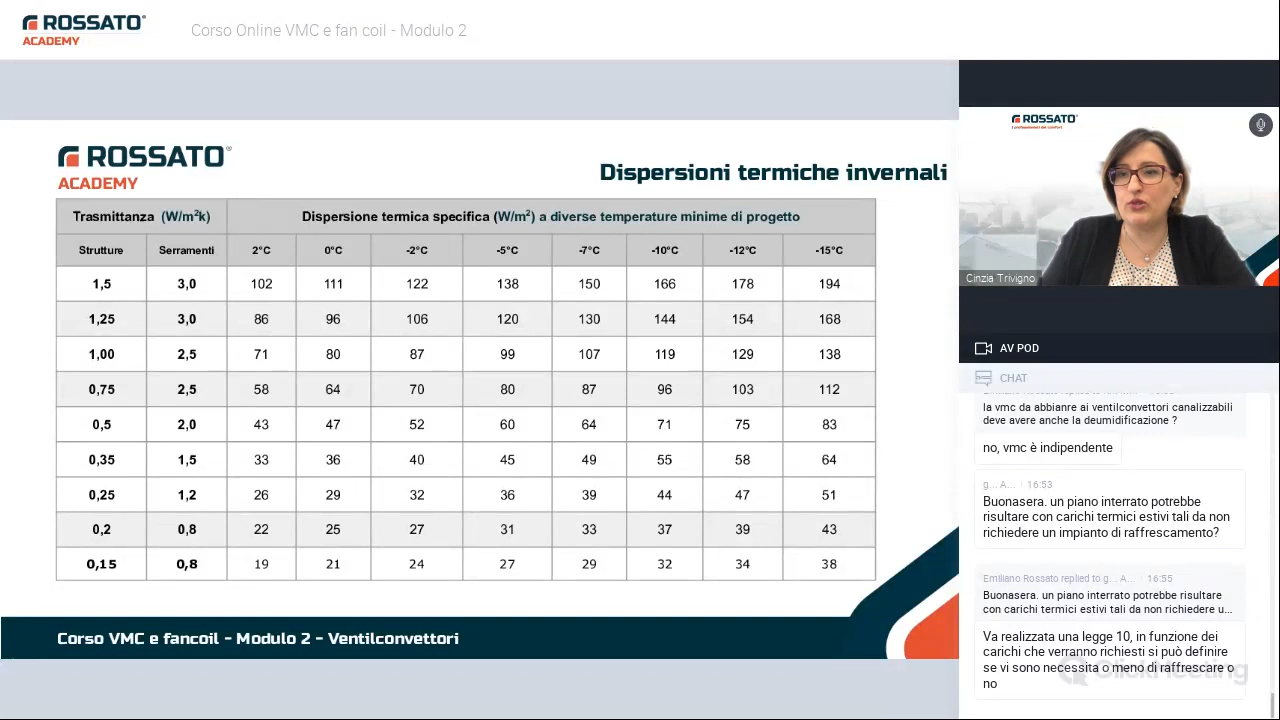 ROSSATO
ACADEMY
Corso Online VMC e fan coil - Modulo 2
ROSSATO
ACADEMY
Dispersioni termiche invernali
Trasmittanza (W/m²k) Dispersione termica specifica (W/m²) a diverse temperature minime di progetto
Strutture Serramenti 2°C 0°C -2°C -5°C -7°C -10°C -12°C -15°C
1,5 3,0 102 111 122 138 150 166 178 194
1,25 3,0 86 96 106 120 130 144 154 168
1,00 2,5 71 80 87 99 107 119 129 138
0,75 2,5 58 64 70 80 87 96 103 112
0,5 2,0 43 47 52 60 64 71 75 83
0,35 1,5 33 36 40 45 49 55 58 64
0,25 1,2 26 29 32 36 39 44 47 51
0,2 0,8 22 25 27 31 33 37 39 43
0,15 0,8 19 21 24 27 29 32 34 38
Corso VMC e fancoil - Modulo 2 - Ventilconvettori
ROSSATO
I professionisti del comfort
Cinzia Trivigno
AV POD
CHAT
la vmc da abbianre ai ventilconvettori canalizzabili
deve avere anche la deumidificazione ?
no, vmc è indipendente
g... A... 16:53
Buonasera. un piano interrato potrebbe
risultare con carichi termici estivi tali da non
richiedere un impianto di raffrescamento?
Emiliano Rossato replied to g... A... 16:55
Buonasera. un piano interrato potrebbe risultare
con carichi termici estivi tali da non richiedere u...
Va realizzata una legge 10, in funzione dei
carichi che verranno richiesti si può definire
se vi sono necessita o meno di raffrescare o
no
ClickMeeting